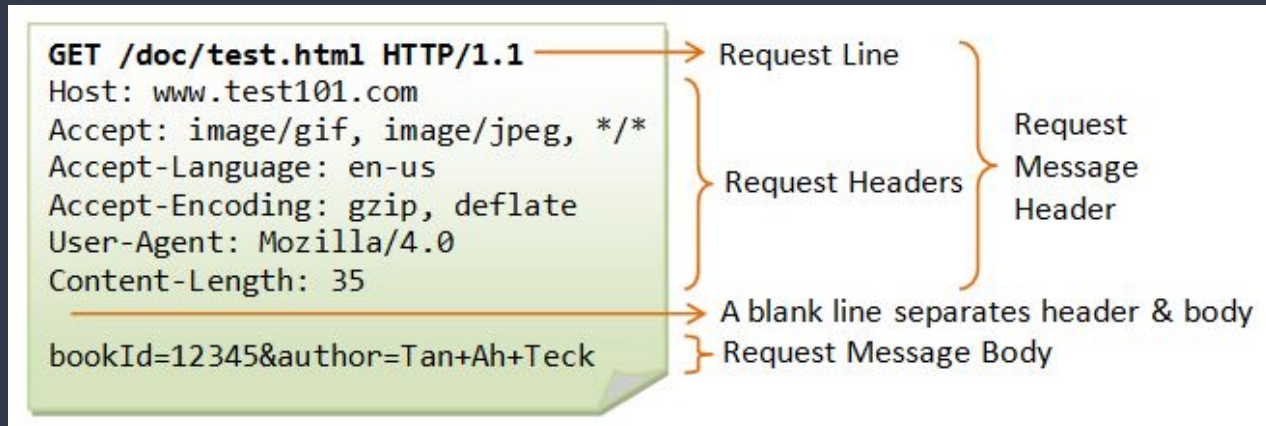 GET /doc/test.html HTTP/1.1
Host: www.test101.com
Accept: image/gif, image/jpeg, */*
Accept-Language: en-us
Accept-Encoding: gzip, deflate
User-Agent: Mozilla/4.0
Content-Length: 35
bookId=12345&author=Tan+Ah+Teck
Request Line
Request Headers
Request
Message
Header
A blank line separates header & body
Request Message Body